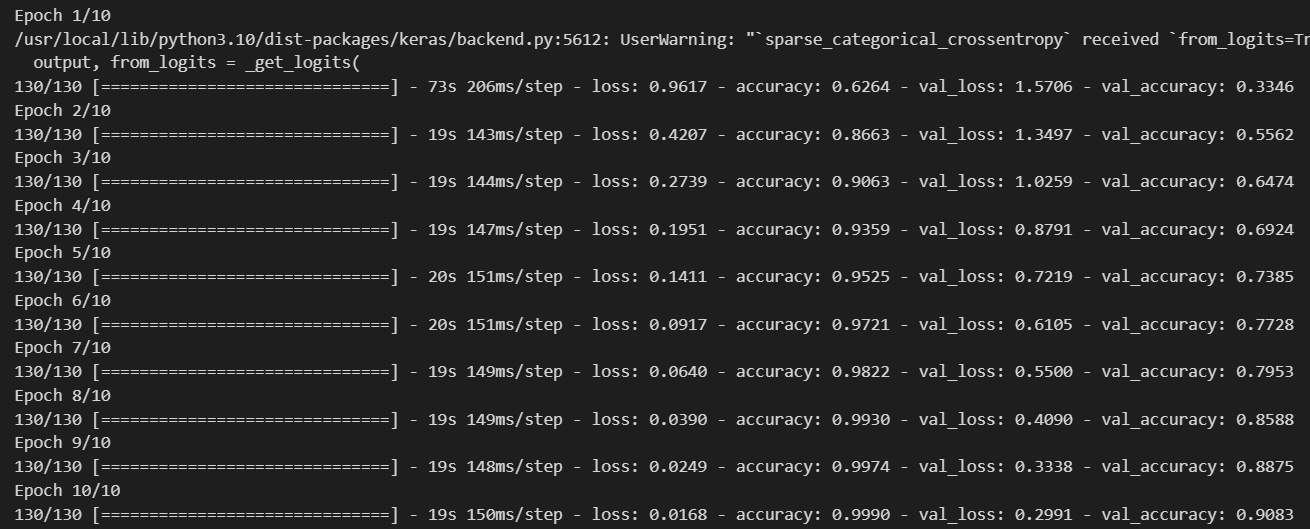 Epoch 1/10
/usr/local/lib/python3.10/dist-packages/keras/backend.py:5612: UserWarning: "`sparse_categorical_crossentropy` received `from_logits=Tr
  output, from_logits = _get_logits(
130/130 [==============================] - 73s 206ms/step - loss: 0.9617 - accuracy: 0.6264 - val_loss: 1.5706 - val_accuracy: 0.3346
Epoch 2/10
130/130 [==============================] - 19s 143ms/step - loss: 0.4207 - accuracy: 0.8663 - val_loss: 1.3497 - val_accuracy: 0.5562
Epoch 3/10
130/130 [==============================] - 19s 144ms/step - loss: 0.2739 - accuracy: 0.9063 - val_loss: 1.0259 - val_accuracy: 0.6474
Epoch 4/10
130/130 [==============================] - 19s 147ms/step - loss: 0.1951 - accuracy: 0.9359 - val_loss: 0.8791 - val_accuracy: 0.6924
Epoch 5/10
130/130 [==============================] - 20s 151ms/step - loss: 0.1411 - accuracy: 0.9525 - val_loss: 0.7219 - val_accuracy: 0.7385
Epoch 6/10
130/130 [==============================] - 20s 151ms/step - loss: 0.0917 - accuracy: 0.9721 - val_loss: 0.6105 - val_accuracy: 0.7728
Epoch 7/10
130/130 [==============================] - 19s 149ms/step - loss: 0.0640 - accuracy: 0.9822 - val_loss: 0.5500 - val_accuracy: 0.7953
Epoch 8/10
130/130 [==============================] - 19s 149ms/step - loss: 0.0390 - accuracy: 0.9930 - val_loss: 0.4090 - val_accuracy: 0.8588
Epoch 9/10
130/130 [==============================] - 19s 148ms/step - loss: 0.0249 - accuracy: 0.9974 - val_loss: 0.3338 - val_accuracy: 0.8875
Epoch 10/10
130/130 [==============================] - 19s 150ms/step - loss: 0.0168 - accuracy: 0.9990 - val_loss: 0.2991 - val_accuracy: 0.9083